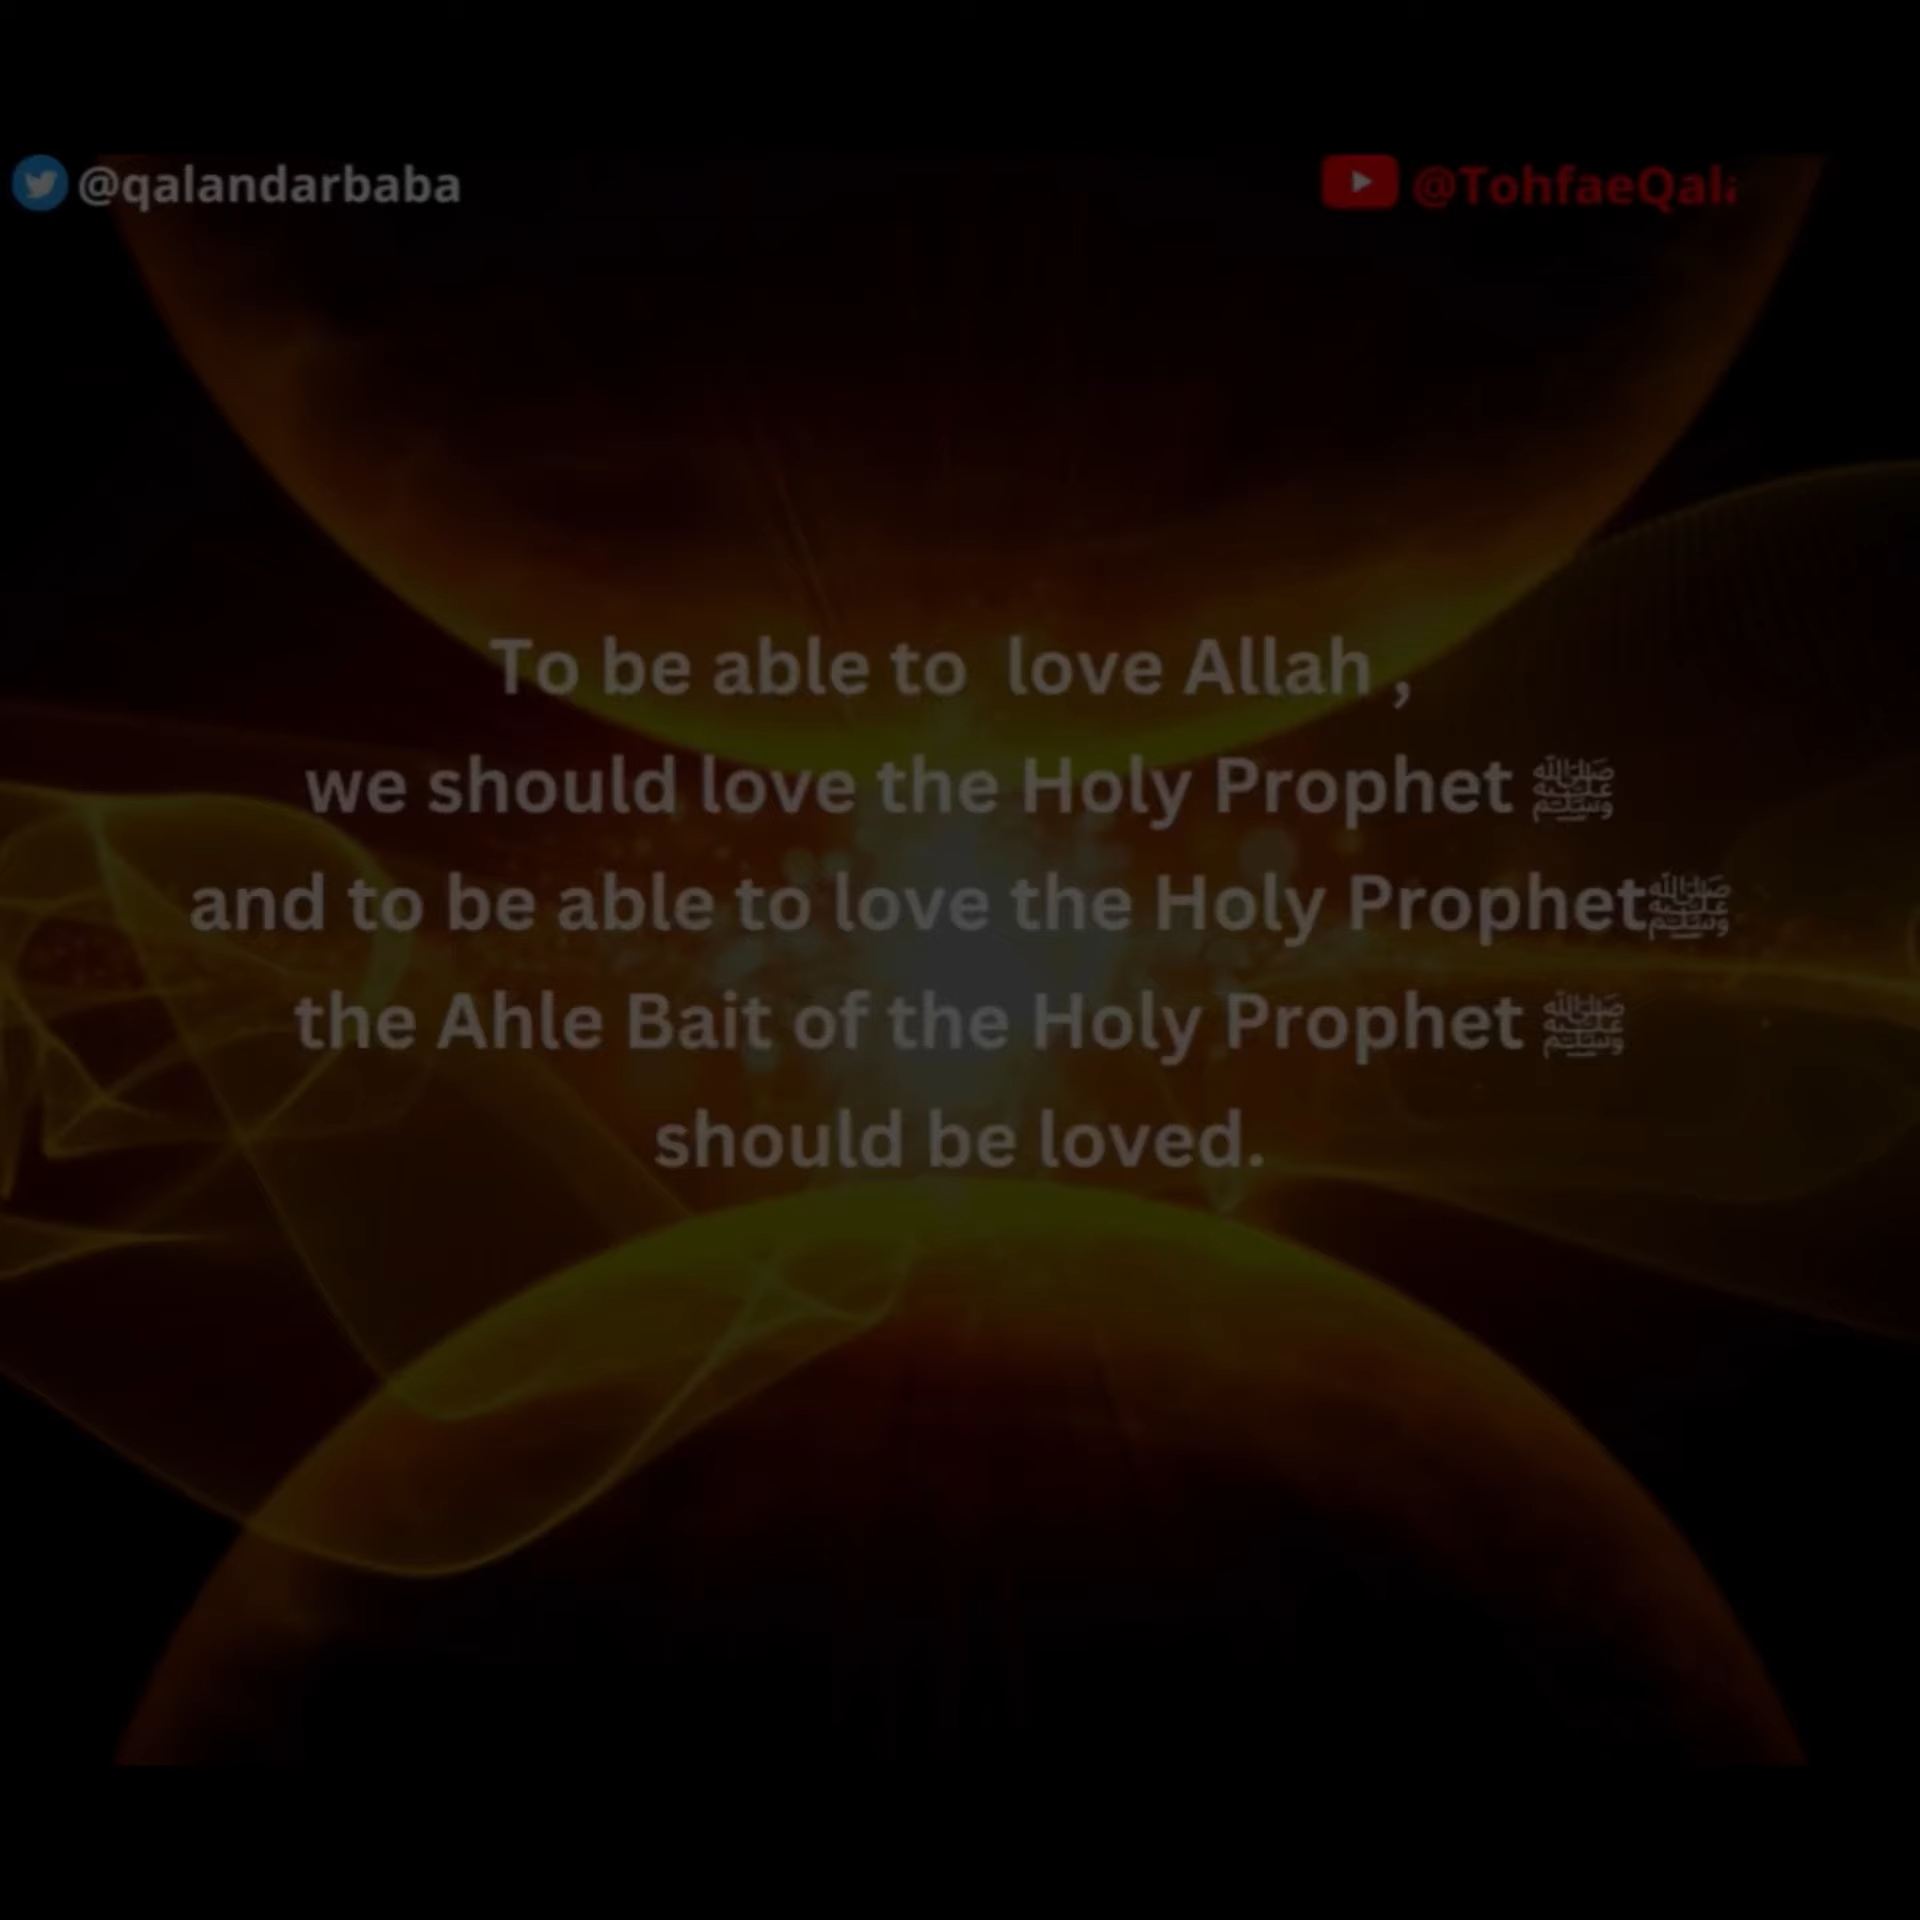 @qalandarbaba
@TohfaeQal
To be able to  love Allah ,
we should love the Holy Prophet ﷺ
and to be able to love the Holy Prophetﷺ
the Ahle Bait of the Holy Prophet ﷺ
should be loved.